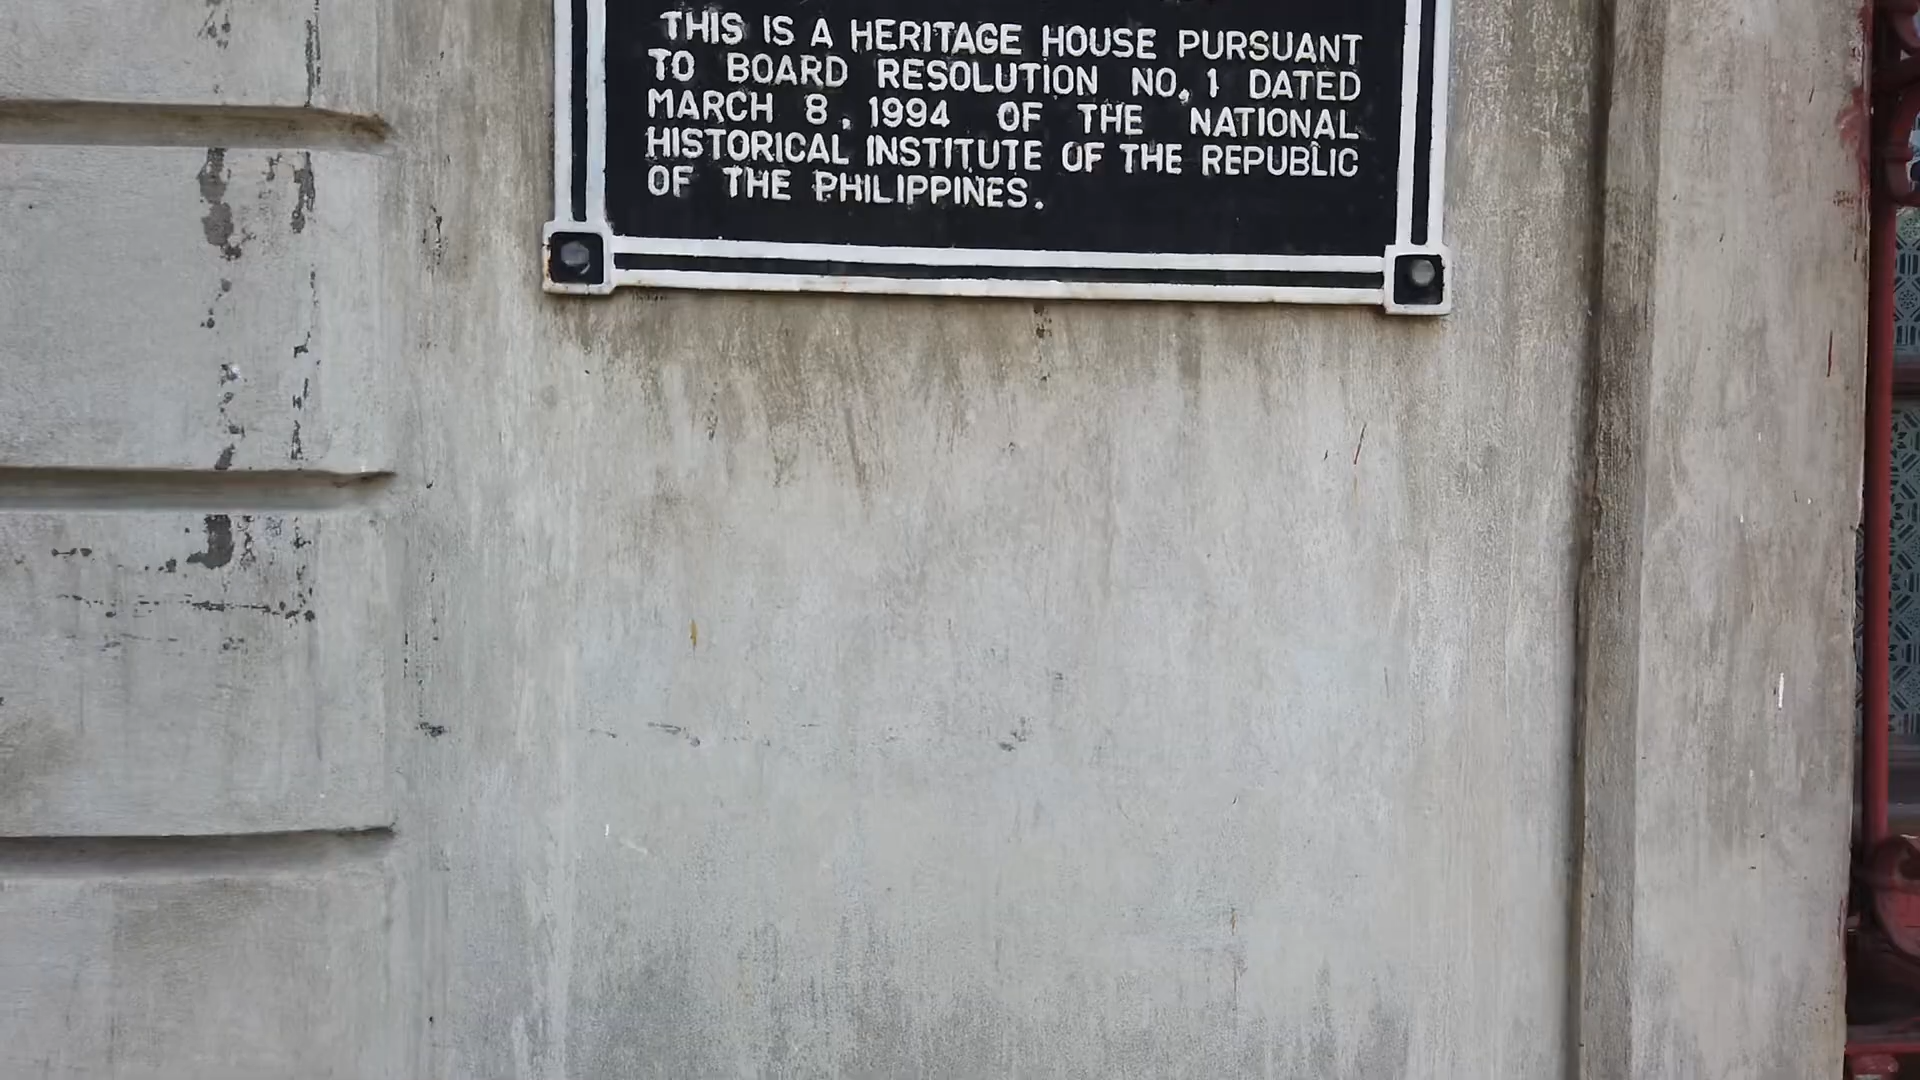 THIS IS A HERITAGE HOUSE PURSUANT
TO BOARD RESOLUTION NO. 1 DATED
MARCH 8, 1994 OF THE NATIONAL
HISTORICAL INSTITUTE OF THE REPUBLIC
OF THE PHILIPPINES.